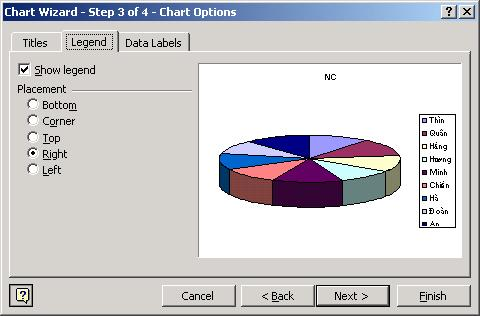 Chart Wizard - Step 3 of 4 - Chart Options
Titles Legend Data Labels
Show legend
Placement
Bottom
Corner
Top
Right
Left
NC
Thìn
Quân
Hương
Minh
Chiến
Hà
Đoàn
An
Cancel < Back Next > Finish